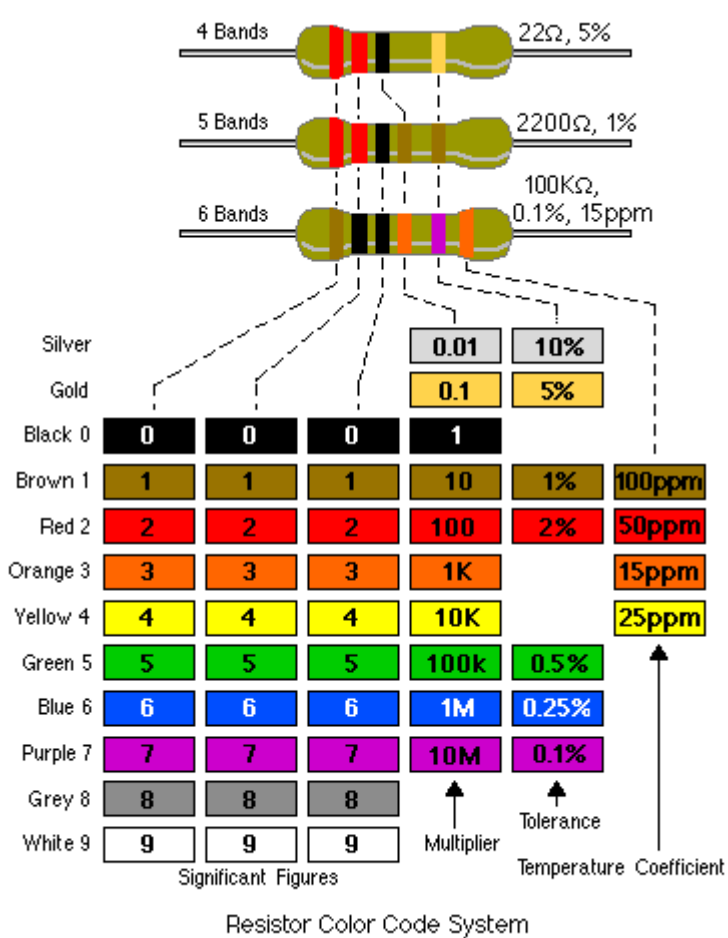 4 Bands 22Ω, 5%
5 Bands 2200Ω, 1%
100KΩ,
6 Bands 0.1%, 15ppm
Silver 0.01 10%
Gold 0.1 5%
Black 0 0 0 0 1
Brown 1 1 1 1 10 1% 100ppm
Red 2 2 2 2 100 2% 50ppm
Orange 3 3 3 3 1K 15ppm
Yellow 4 4 4 4 10K 25ppm
Green 5 5 5 5 100k 0.5%
Blue 6 6 6 6 1M 0.25%
Purple 7 7 7 7 10M 0.1%
Grey 8 8 8 8
White 9 9 9 9
Multiplier
Tolerance
Significant Figures
Temperature Coefficient
Resistor Color Code System